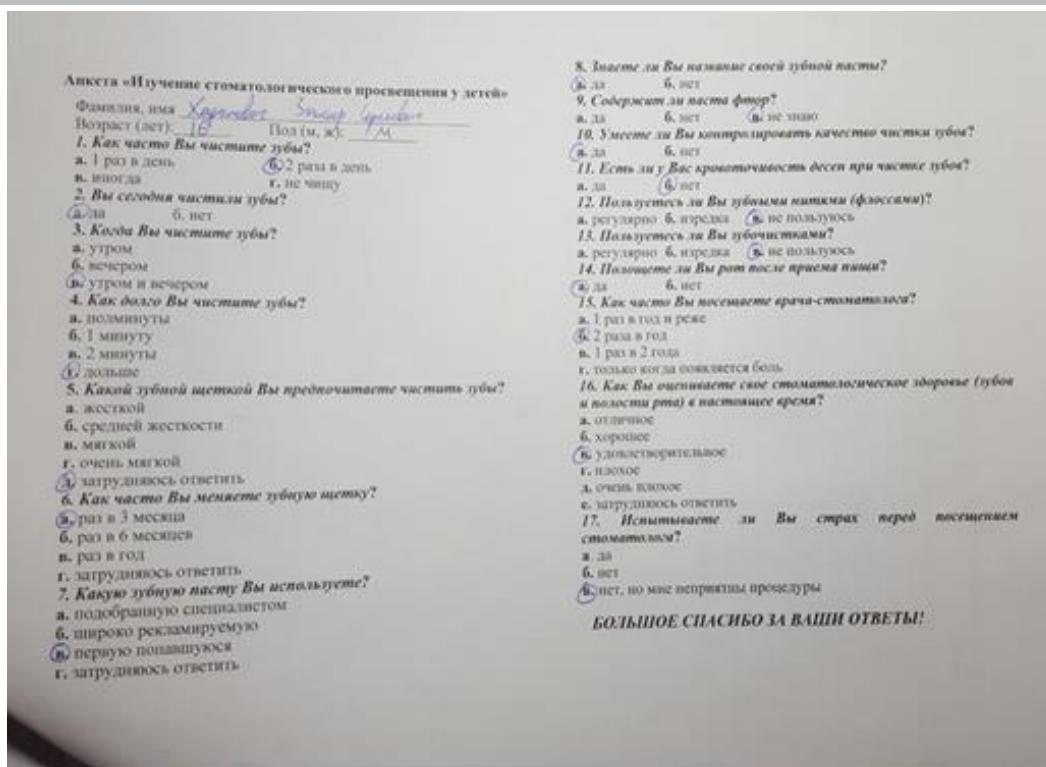 Анкета «Изучение стоматологического просвещения у детей»
Фамилия, имя
Возраст (лет): Пол (м, ж): М
1. Как часто Вы чистите зубы?
а. 1 раз в день б. 2 раза в день
в. иногда г. не чищу
2. Вы сегодня чистили зубы?
а. да б. нет
3. Когда Вы чистите зубы?
а. утром
б. вечером
в. утром и вечером
4. Как долго Вы чистите зубы?
а. полминуты
б. 1 минуту
в. 2 минуты
г. дольше
5. Какой зубной щеткой Вы предпочитаете чистить зубы?
а. жесткой
б. средней жесткости
в. мягкой
г. очень мягкой
д. затрудняюсь ответить
6. Как часто Вы меняете зубную щетку?
а. раз в 3 месяца
б. раз в 6 месяцев
в. раз в год
г. затрудняюсь ответить
7. Какую зубную пасту Вы используете?
а. подобранную специалистом
б. широко рекламируемую
в. первую попавшуюся
г. затрудняюсь ответить
8. Знаете ли Вы название своей зубной пасты?
а. да б. нет
9. Содержит ли паста фтор?
а. да б. нет в. не знаю
10. Умеете ли Вы контролировать качество чистки зубов?
а. да б. нет
11. Есть ли у Вас кровоточивость десен при чистке зубов?
а. да б. нет
12. Пользуетесь ли Вы зубными нитями (флоссами)?
а. регулярно б. изредка в. не пользуюсь
13. Пользуетесь ли Вы зубочистками?
а. регулярно б. изредка в. не пользуюсь
14. Полощете ли Вы рот после приема пищи?
а. да б. нет
15. Как часто Вы посещаете врача-стоматолога?
а. 1 раз в год и реже
б. 2 раза в год
в. 1 раз в 2 года
г. только когда появляется боль
16. Как Вы оцениваете свое стоматологическое здоровье (зубов
и полости рта) в настоящее время?
а. отличное
б. хорошее
в. удовлетворительное
г. плохое
д. очень плохое
е. затрудняюсь ответить
17. Испытываете ли Вы страх перед посещением
стоматолога?
а. да
б. нет
в. нет, но мне неприятны процедуры
БОЛЬШОЕ СПАСИБО ЗА ВАШИ ОТВЕТЫ!